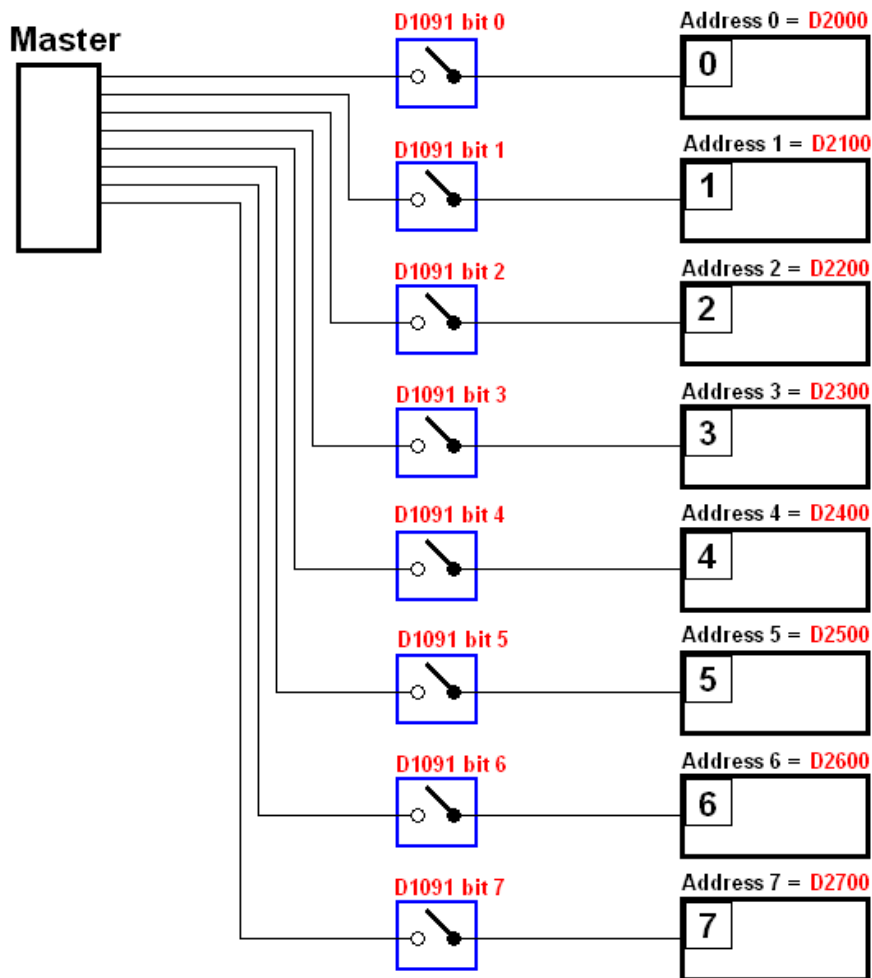 Master
D1091 bit 0
Address 0 = D2000
0
D1091 bit 1
Address 1 = D2100
1
D1091 bit 2
Address 2 = D2200
2
D1091 bit 3
Address 3 = D2300
3
D1091 bit 4
Address 4 = D2400
4
D1091 bit 5
Address 5 = D2500
5
D1091 bit 6
Address 6 = D2600
6
D1091 bit 7
Address 7 = D2700
7